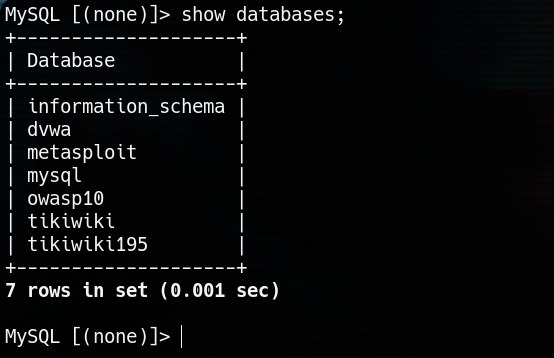 MySQL [(none)]> show databases;
+--------------------+
| Database           |
+--------------------+
| information_schema |
| dvwa               |
| metasploit         |
| mysql              |
| owasp10            |
| tikiwiki           |
| tikiwiki195        |
+--------------------+
7 rows in set (0.001 sec)

MySQL [(none)]>